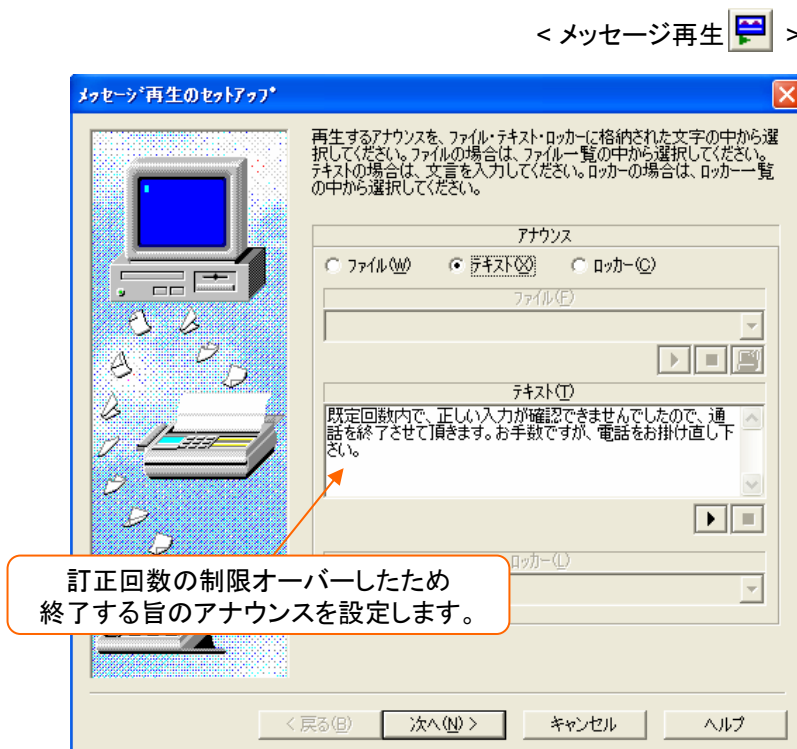 < メッセージ再生 >
メッセージ再生のセットアップ
再生するアナウンスを、ファイル・テキスト・ロッカーに格納された文字の中から選
択してください。ファイルの場合は、ファイル一覧の中から選択してください。
テキストの場合は、文言を入力してください。ロッカーの場合は、ロッカー一覧
の中から選択してください。
アナウンス
ファイル(W) テキスト(X) ロッカー(C)
ファイル(F)
テキスト(T)
既定回数内で、正しい入力が確認できませんでしたので、通
話を終了させて頂きます。お手数ですが、電話をお掛け直し下
さい。
ロッカー(L)
訂正回数の制限オーバーしたため
終了する旨のアナウンスを設定します。
< 戻る(B) 次へ(N) > キャンセル ヘルプ